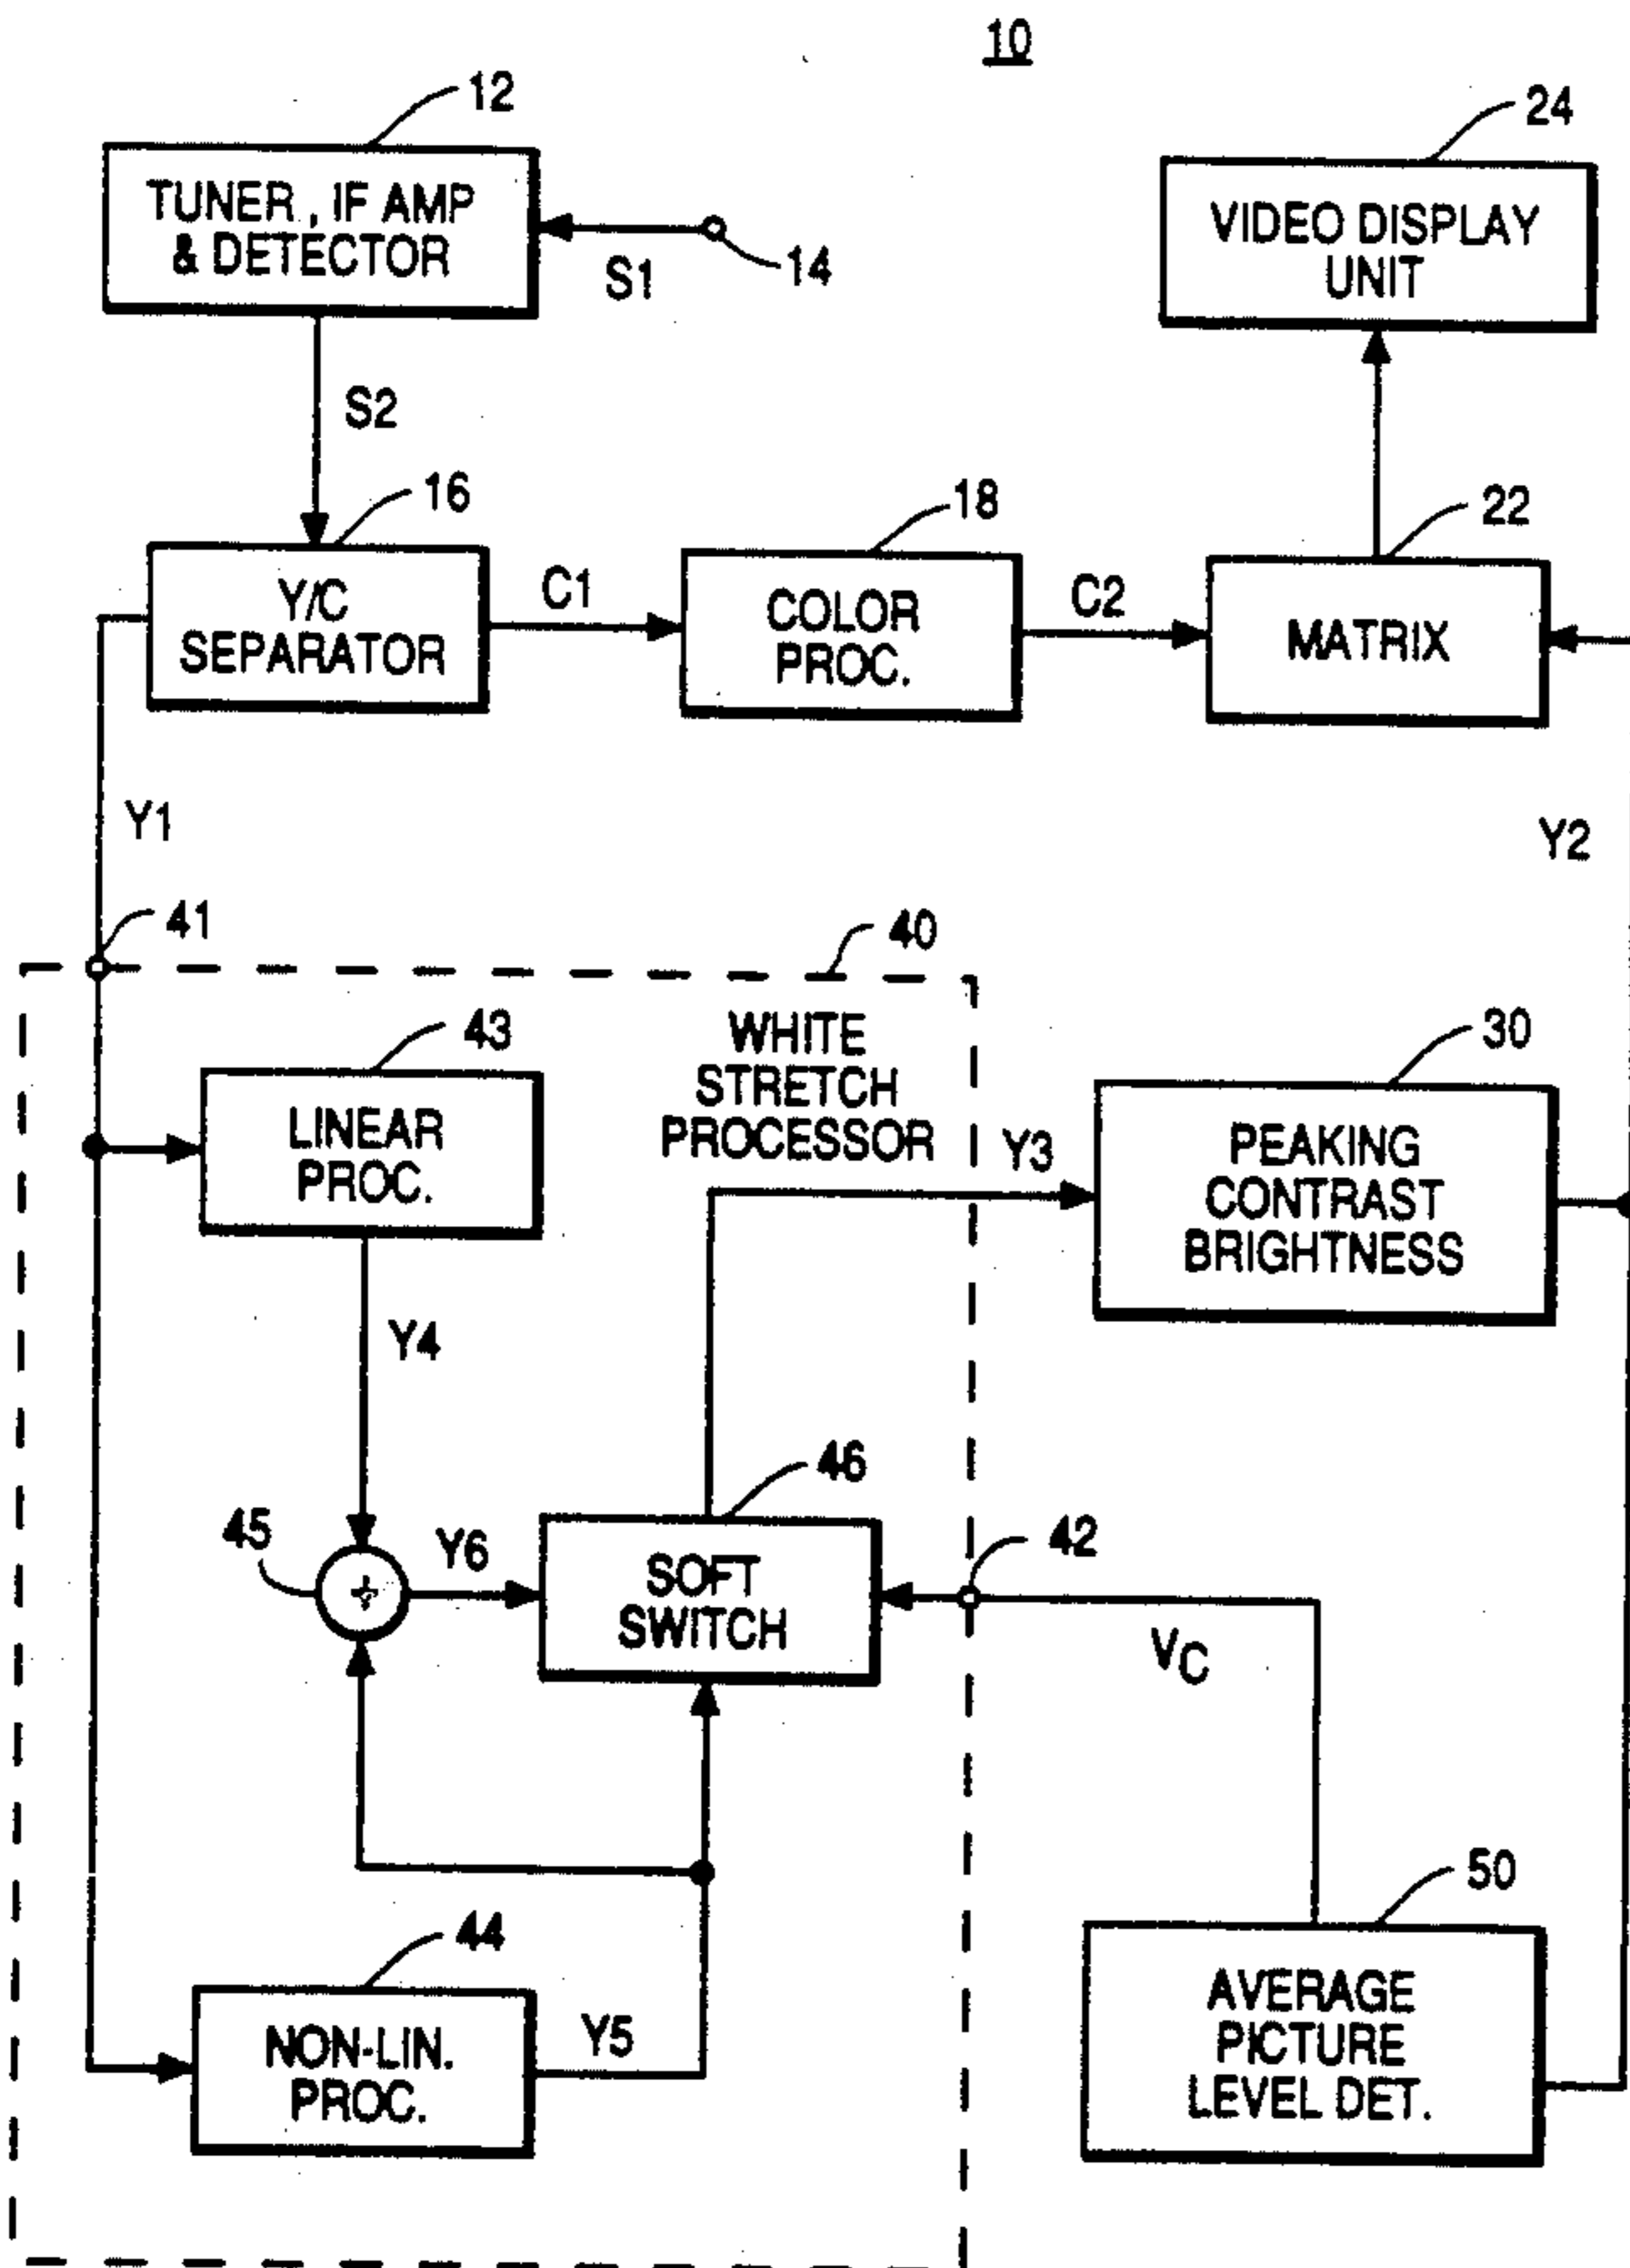 10
12
TUNER, IF AMP
& DETECTOR
S1
14
24
VIDEO DISPLAY
UNIT
S2
16
Y/C
SEPARATOR
C1
18
COLOR
PROC.
C2
22
MATRIX
Y1
Y2
41
40
WHITE
STRETCH
PROCESSOR
43
LINEAR
PROC.
Y3
30
PEAKING
CONTRAST
BRIGHTNESS
Y4
45
+
Y6
46
SOFT
SWITCH
42
VC
44
NON-LIN.
PROC.
Y5
50
AVERAGE
PICTURE
LEVEL DET.